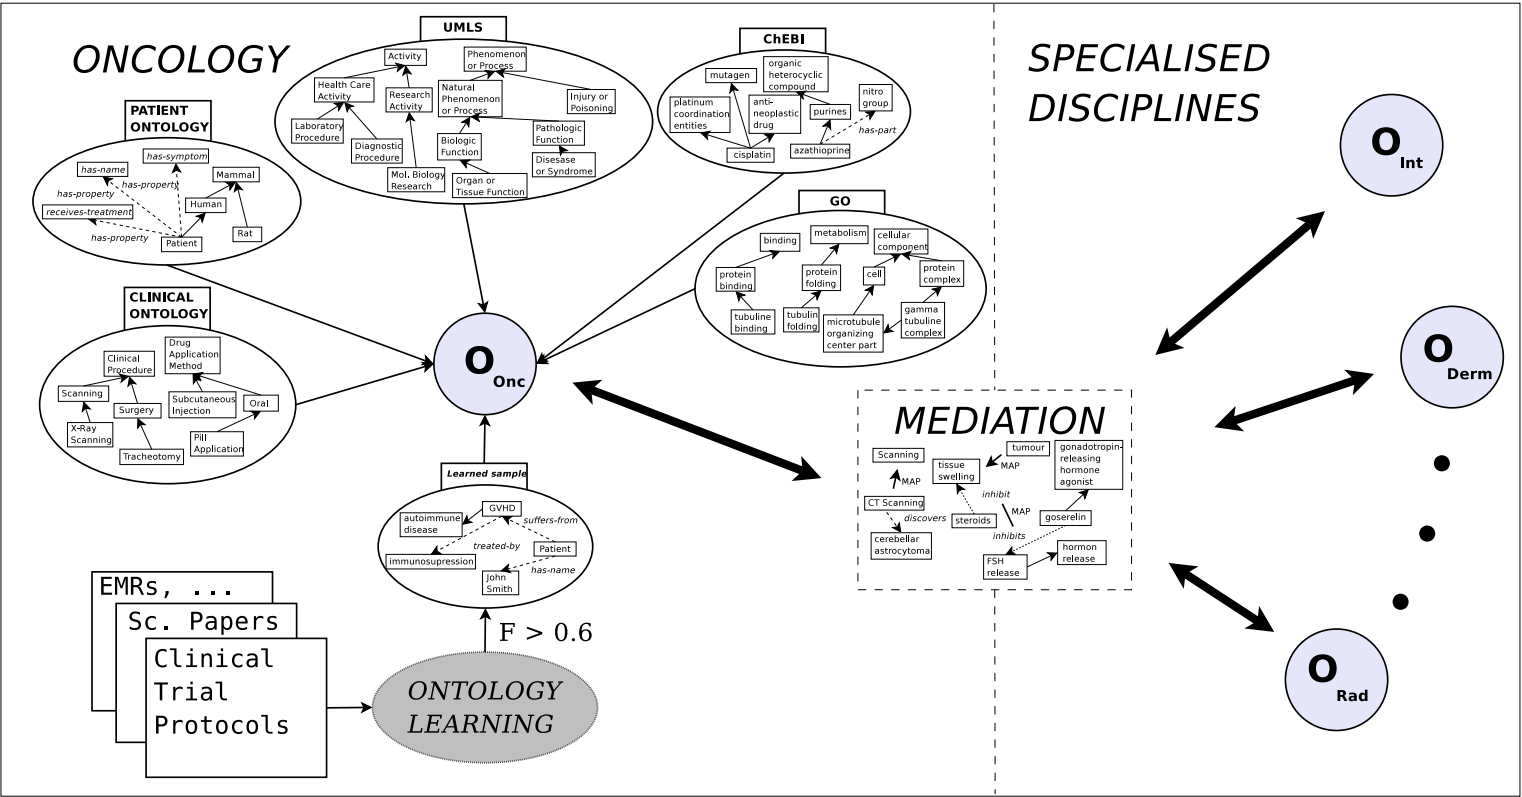 ONCOLOGY
SPECIALISED
DISCIPLINES
UMLS
Activity
Phenomenon
or Process
Health Care
Activity
Research
Activity
Natural
Phenomenon
or Process
Injury or
Poisoning
Laboratory
Procedure
Diagnostic
Procedure
Biologic
Function
Pathologic
Function
Mol. Biology
Research
Organ or
Tissue Function
Disesase
or Syndrome
ChEBI
mutagen
organic
heterocyclic
compound
nitro
group
platinum
coordination
entities
anti-
neoplastic
drug
purines
has-part
cisplatin
azathioprine
PATIENT
ONTOLOGY
has-symptom
has-name
has-property
Mammal
has-property
receives-treatment
Human
has-property
Patient
Rat
GO
binding
metabolism
cellular
component
protein
binding
protein
folding
cell
protein
complex
tubuline
binding
tubulin
folding
microtubule
organizing
center part
gamma
tubuline
complex
CLINICAL
ONTOLOGY
Clinical
Procedure
Drug
Application
Method
Scanning
Surgery
Subcutaneous
Injection
Oral
X-Ray
Scanning
Tracheotomy
Pill
Application
O Onc
O Int
O Derm
O Rad
MEDIATION
Scanning
MAP
CT Scanning
discovers
cerebellar
astrocytoma
tissue
swelling
tumour
MAP
gonadotropin-
releasing
hormone
agonist
inhibit
MAP
inhibits
steroids
goserelin
FSH
release
hormon
release
Learned sample
GVHD
autoimmune
disease
suffers-from
treated-by
Patient
immunosupression
has-name
John
Smith
F > 0.6
EMRs, ...
Sc. Papers
Clinical
Trial
Protocols
ONTOLOGY
LEARNING